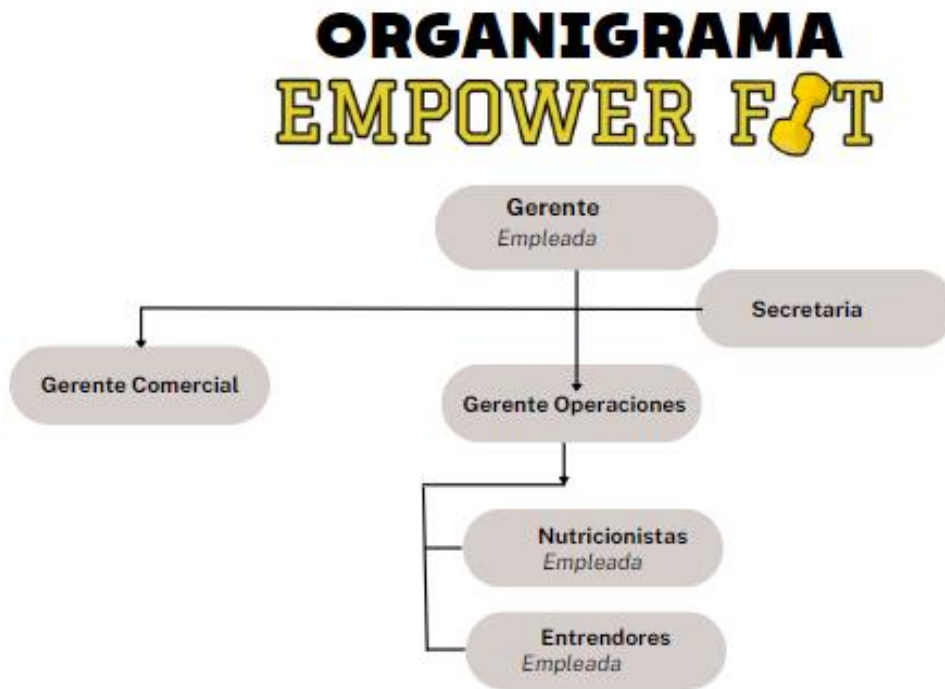 ORGANIGRAMA
EMPOWER FIT
Gerente
Empleada
Secretaria
Gerente Comercial
Gerente Operaciones
Nutricionistas
Empleada
Entrendores
Empleada